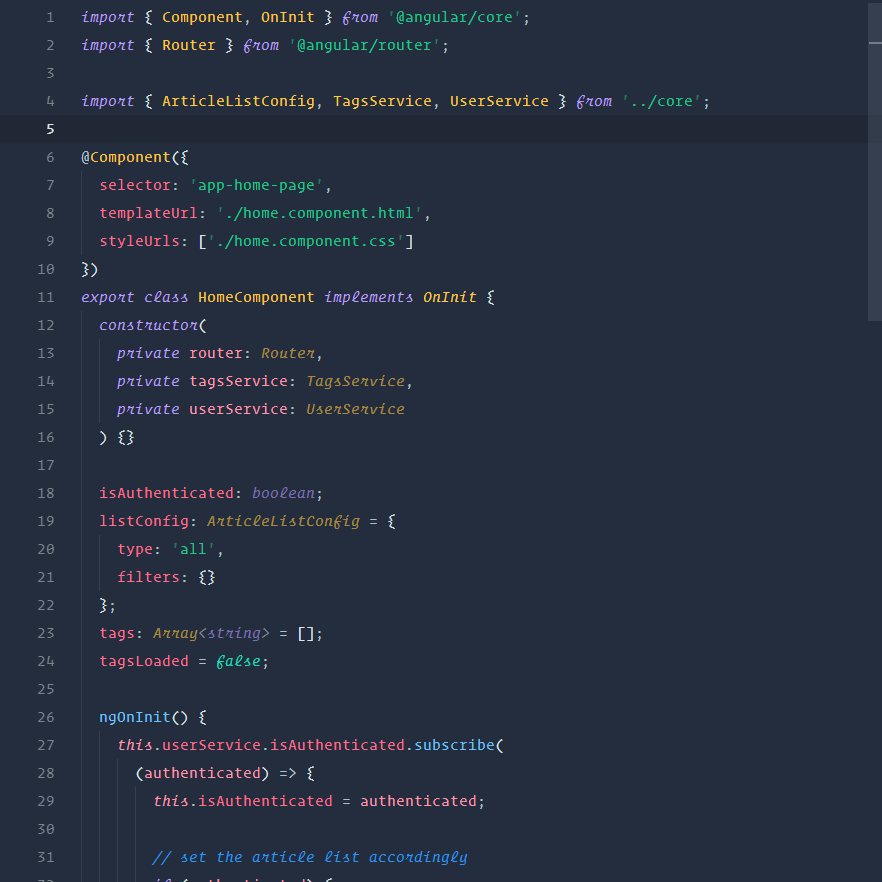 1 import { Component, OnInit } from '@angular/core';
2 import { Router } from '@angular/router';
3
4 import { ArticleListConfig, TagsService, UserService } from '../core';
5
6 @Component({
7   selector: 'app-home-page',
8   templateUrl: './home.component.html',
9   styleUrls: ['./home.component.css']
10 })
11 export class HomeComponent implements OnInit {
12   constructor(
13     private router: Router,
14     private tagsService: TagsService,
15     private userService: UserService
16   ) {}
17
18   isAuthenticated: boolean;
19   listConfig: ArticleListConfig = {
20     type: 'all',
21     filters: {}
22   };
23   tags: Array<string> = [];
24   tagsLoaded = false;
25
26   ngOnInit() {
27     this.userService.isAuthenticated.subscribe(
28       (authenticated) => {
29         this.isAuthenticated = authenticated;
30
31         // set the article list accordingly